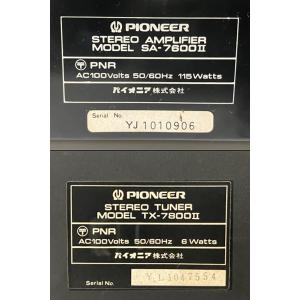 PIONEER
STEREO AMPLIFIER
MODEL SA-7600II
〒 PNR
AC100Volts 50/60Hz 115Watts
パイオニア株式会社
Serial No.
YJ1010906
PIONEER
STEREO TUNER
MODEL TX-7800II
〒 PNR
AC100Volts 50/60Hz 6Watts
パイオニア株式会社
Serial No.
YL1047554